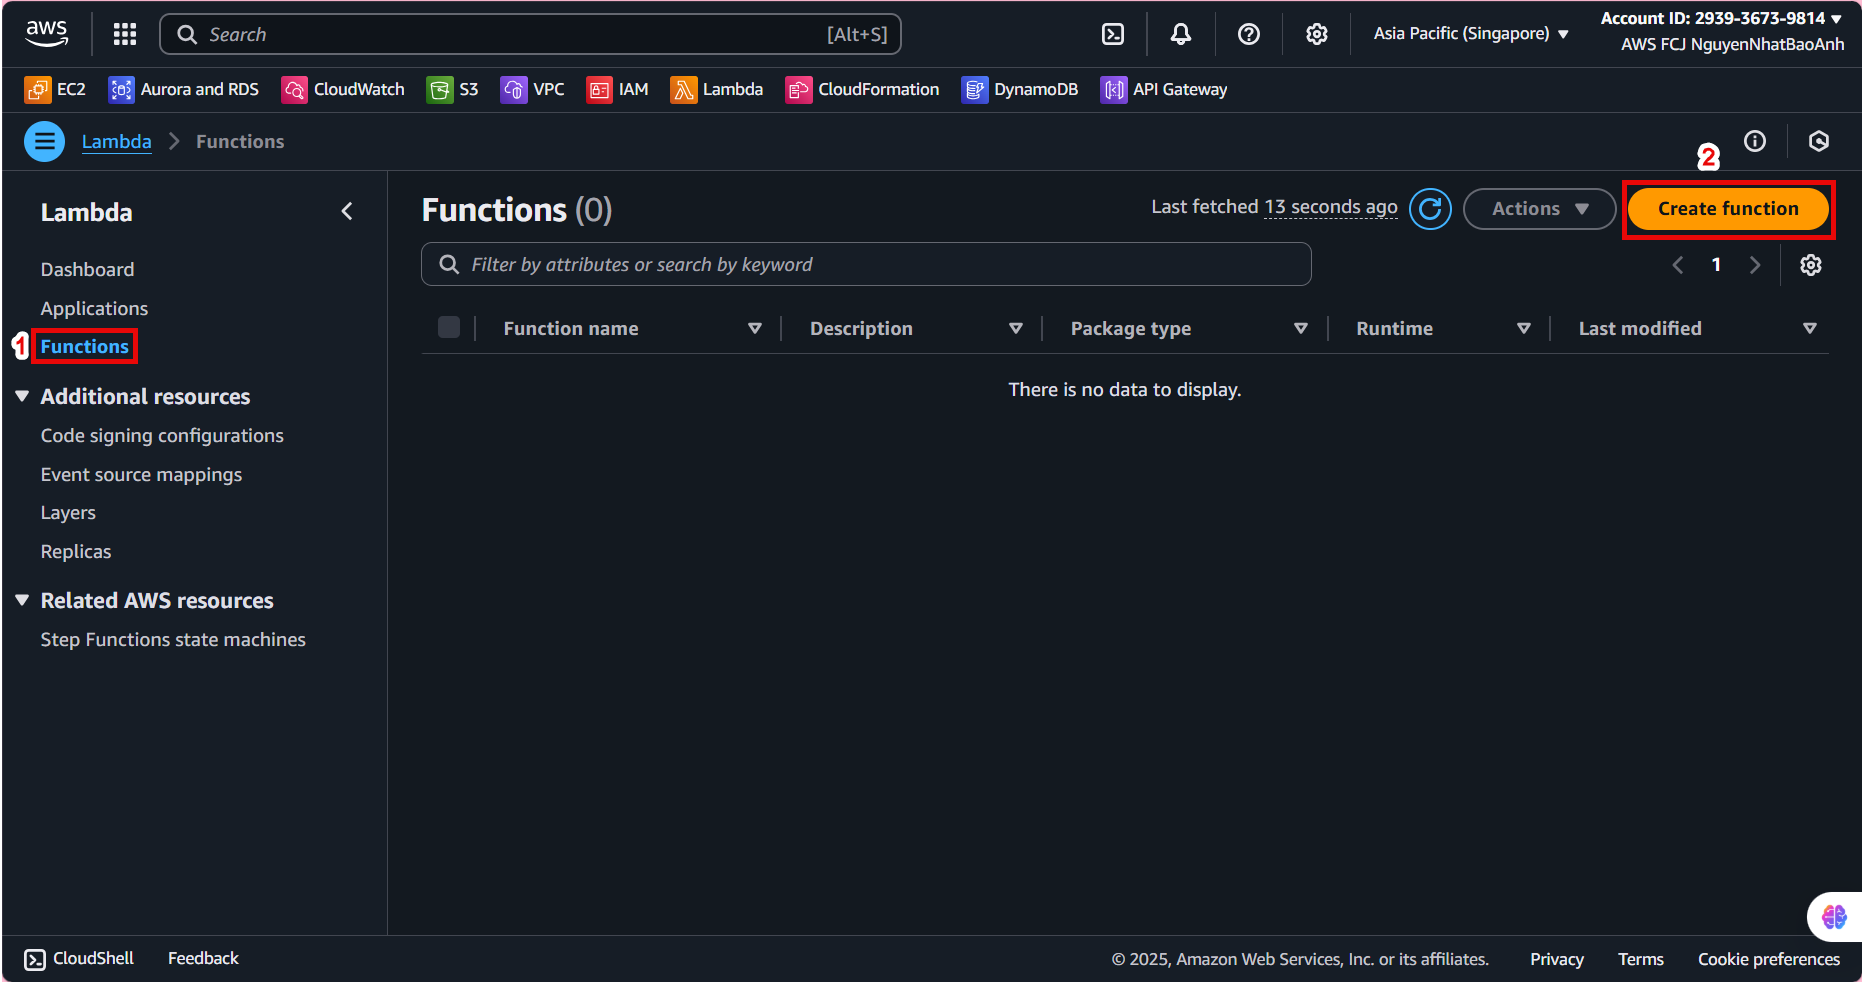 aws
Search [Alt+S]
Asia Pacific (Singapore)
Account ID: 2939-3673-9814
AWS FCJ NguyenNhatBaoAnh
EC2 Aurora and RDS CloudWatch S3 VPC IAM Lambda CloudFormation DynamoDB API Gateway
Lambda Functions
2
Lambda
Dashboard
Applications
1 Functions
Additional resources
Code signing configurations
Event source mappings
Layers
Replicas
Related AWS resources
Step Functions state machines
Functions (0)
Last fetched 13 seconds ago
Actions
Create function
Filter by attributes or search by keyword
1
Function name Description Package type Runtime Last modified
There is no data to display.
CloudShell Feedback
© 2025, Amazon Web Services, Inc. or its affiliates. Privacy Terms Cookie preferences